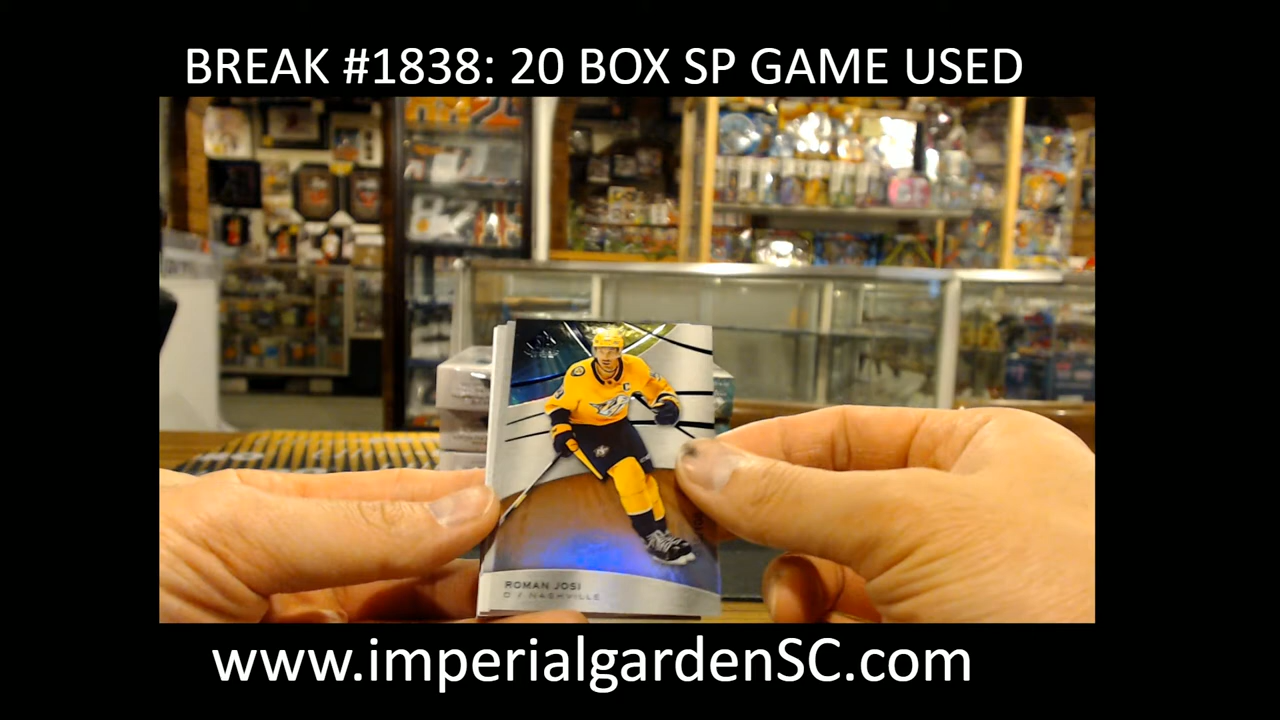 BREAK #1838: 20 BOX SP GAME USED
ROMAN JOSI
D / NASHVILLE
www.imperialgardenSC.com